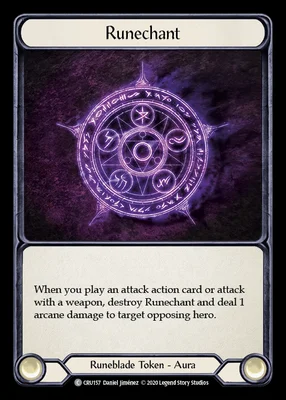 Runechant
When you play an attack action card or attack
with a weapon, destroy Runechant and deal 1
arcane damage to target opposing hero.
Runeblade Token - Aura
C CRU157 Daniel Jiménez © 2020 Legend Story Studios